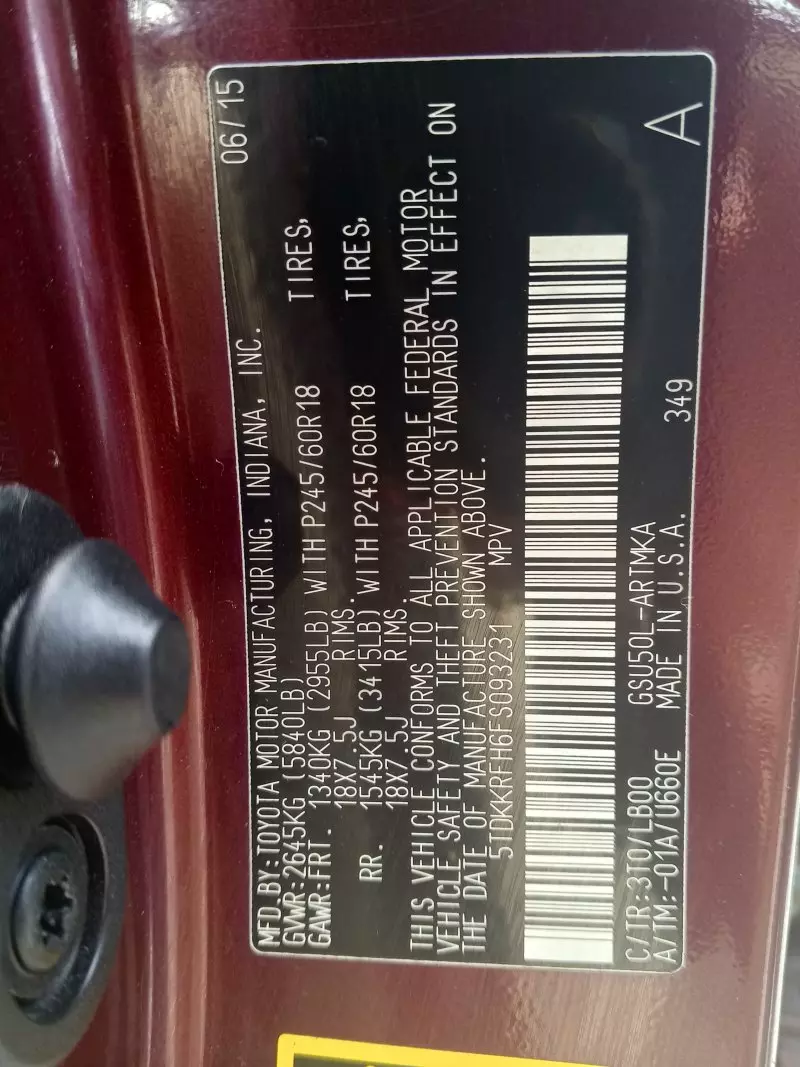 MFD.BY:TOYOTA MOTOR MANUFACTURING, INDIANA, INC. 06/15
GVWR:2645KG (5840LB)
GAWR:FRT. 1340KG (2955LB) WITH P245/60R18 TIRES,
18X7.5J RIMS.
RR. 1545KG (3415LB) WITH P245/60R18 TIRES,
18X7.5J RIMS.
THIS VEHICLE CONFORMS TO ALL APPLICABLE FEDERAL MOTOR
VEHICLE SAFETY AND THEFT PREVENTION STANDARDS IN EFFECT ON
THE DATE OF MANUFACTURE SHOWN ABOVE.
5TDKKRFH6FS093231 MPV
C/TR:3T0/LB00 GSU50L-ARTMKA 349 A
A/TM:-01A/U660E MADE IN U.S.A.